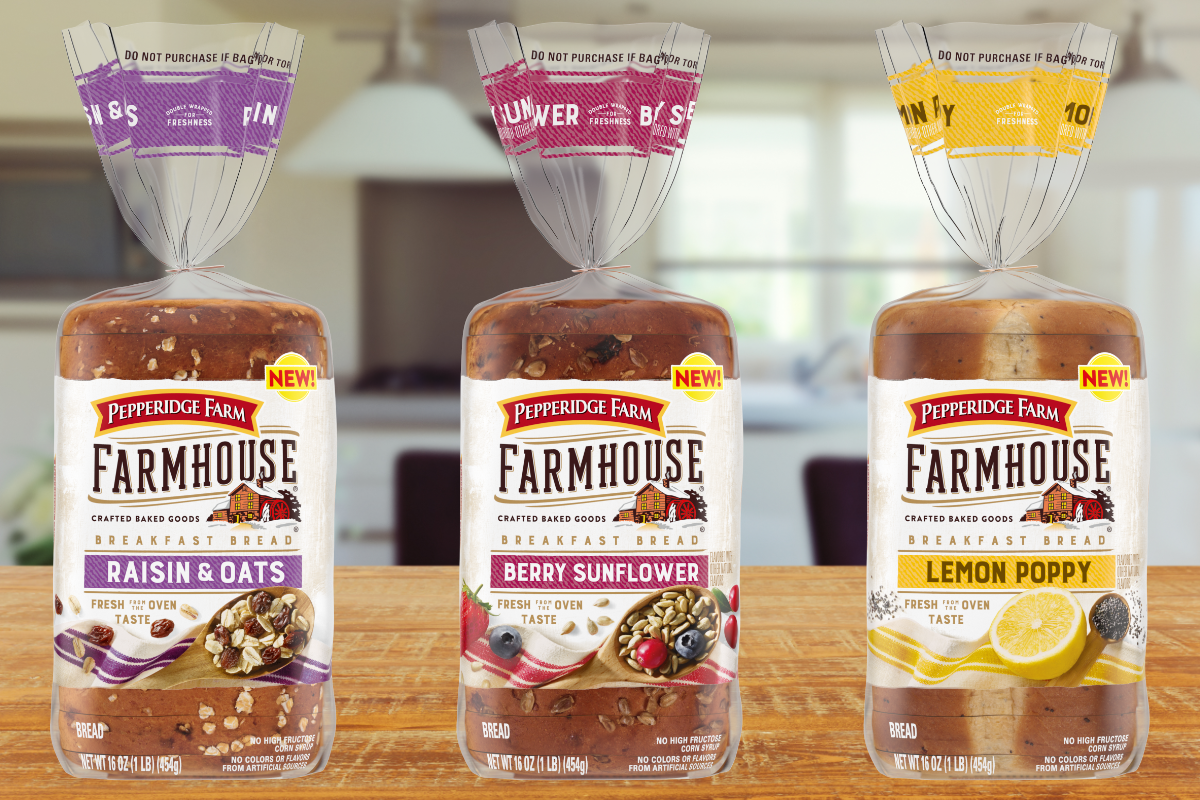 DO NOT PURCHASE IF BAG
DOUBLE WRAPPED
FOR
FRESHNESS
NEW!
PEPPERIDGE FARM
FARMHOUSE
CRAFTED BAKED GOODS
BREAKFAST BREAD
RAISIN & OATS
FRESH FROM THE OVEN
TASTE
BREAD
NET WT 16 OZ (1 LB) (454g)
NO HIGH FRUCTOSE
CORN SYRUP
NO COLORS OR FLAVORS
FROM ARTIFICIAL SOURCES
DO NOT PURCHASE IF BAG
DOUBLE WRAPPED
FOR
FRESHNESS
NEW!
PEPPERIDGE FARM
FARMHOUSE
CRAFTED BAKED GOODS
BREAKFAST BREAD
BERRY SUNFLOWER
FRESH FROM THE OVEN
TASTE
BREAD
NET WT 16 OZ (1 LB) (454g)
NO HIGH FRUCTOSE
CORN SYRUP
NO COLORS OR FLAVORS
FROM ARTIFICIAL SOURCES
DO NOT PURCHASE IF BAG
DOUBLE WRAPPED
FOR
FRESHNESS
NEW!
PEPPERIDGE FARM
FARMHOUSE
CRAFTED BAKED GOODS
BREAKFAST BREAD
LEMON POPPY
FRESH FROM THE OVEN
TASTE
BREAD
NET WT 16 OZ (1 LB) (454g)
NO HIGH FRUCTOSE
CORN SYRUP
NO COLORS OR FLAVORS
FROM ARTIFICIAL SOURCES